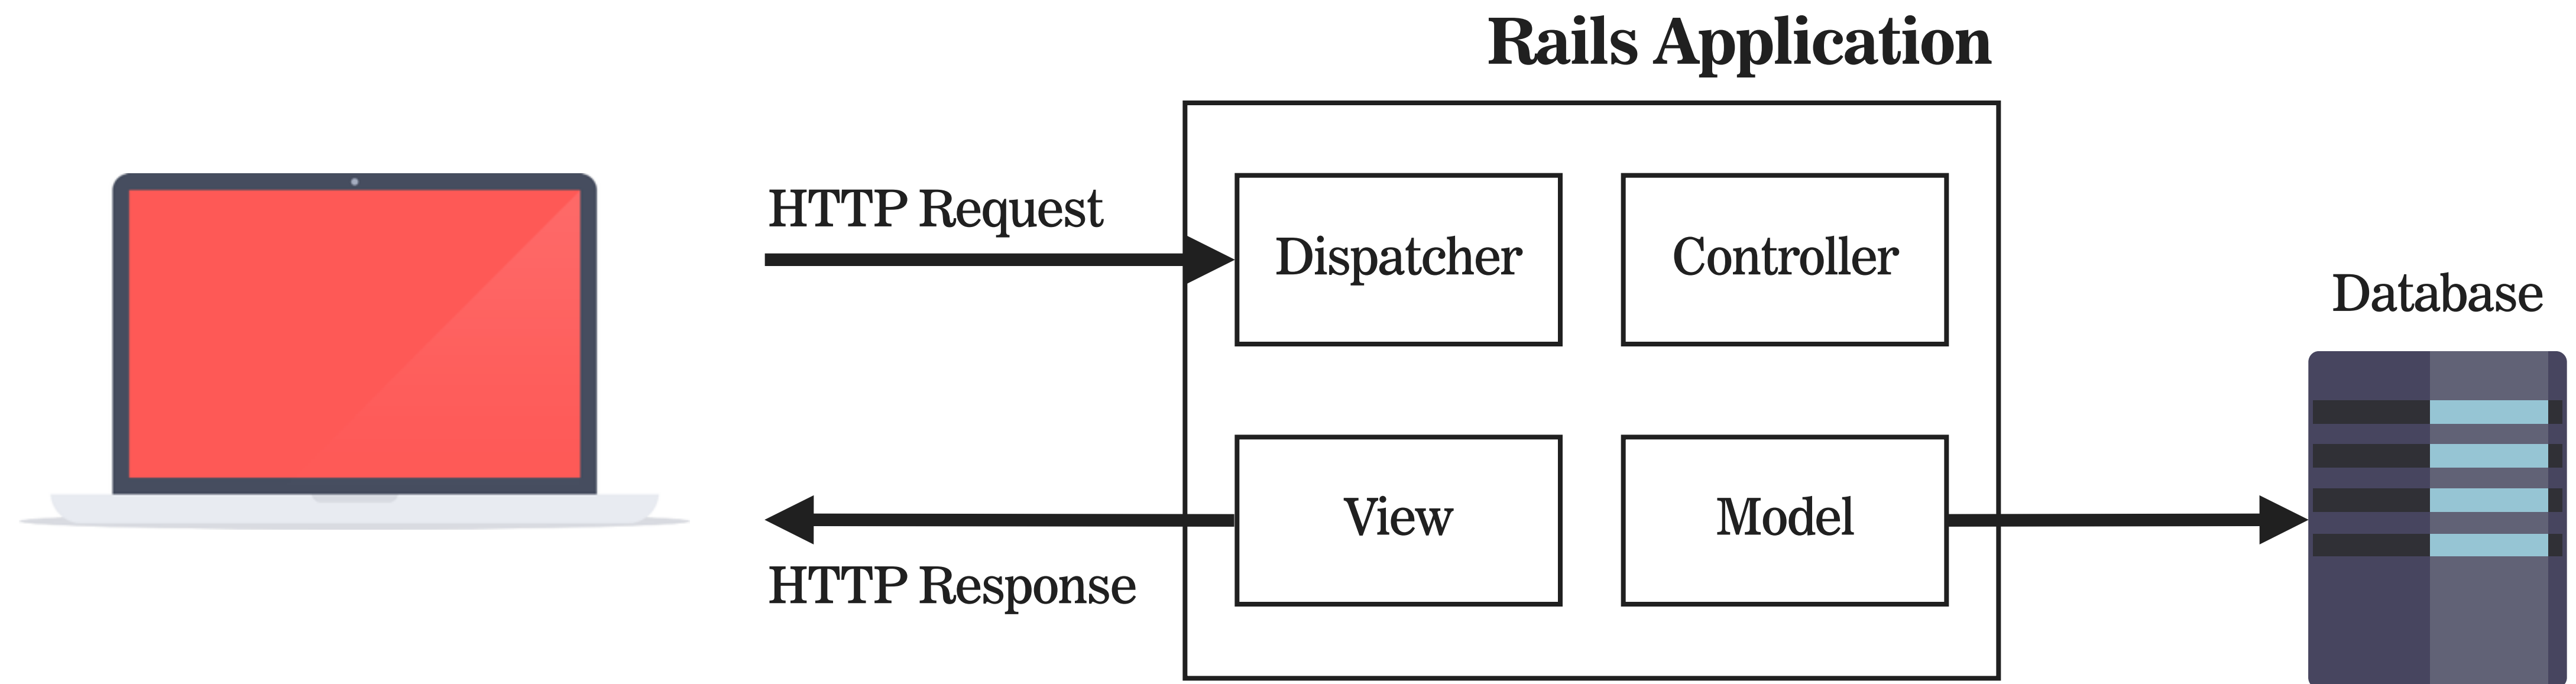 Rails Application
HTTP Request
Dispatcher
Controller
Database
View
Model
HTTP Response